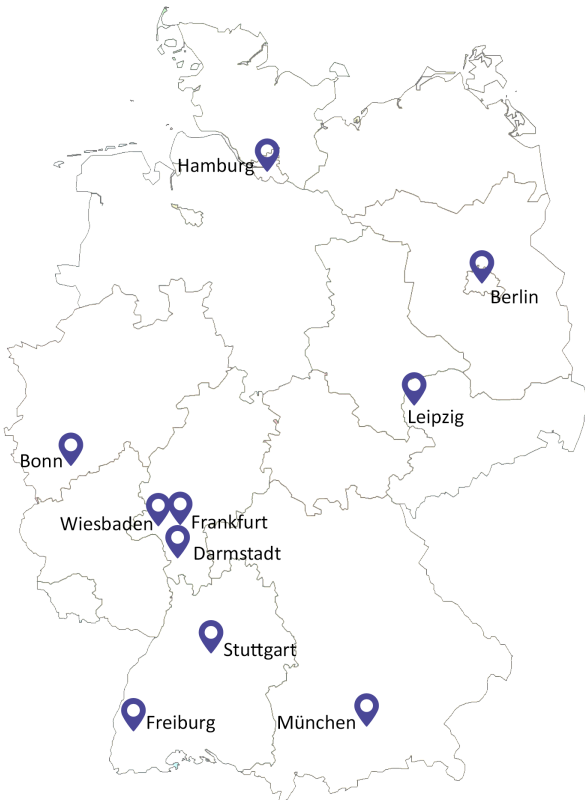 Hamburg
Berlin
Leipzig
Bonn
Wiesbaden
Frankfurt
Darmstadt
Stuttgart
Freiburg
München